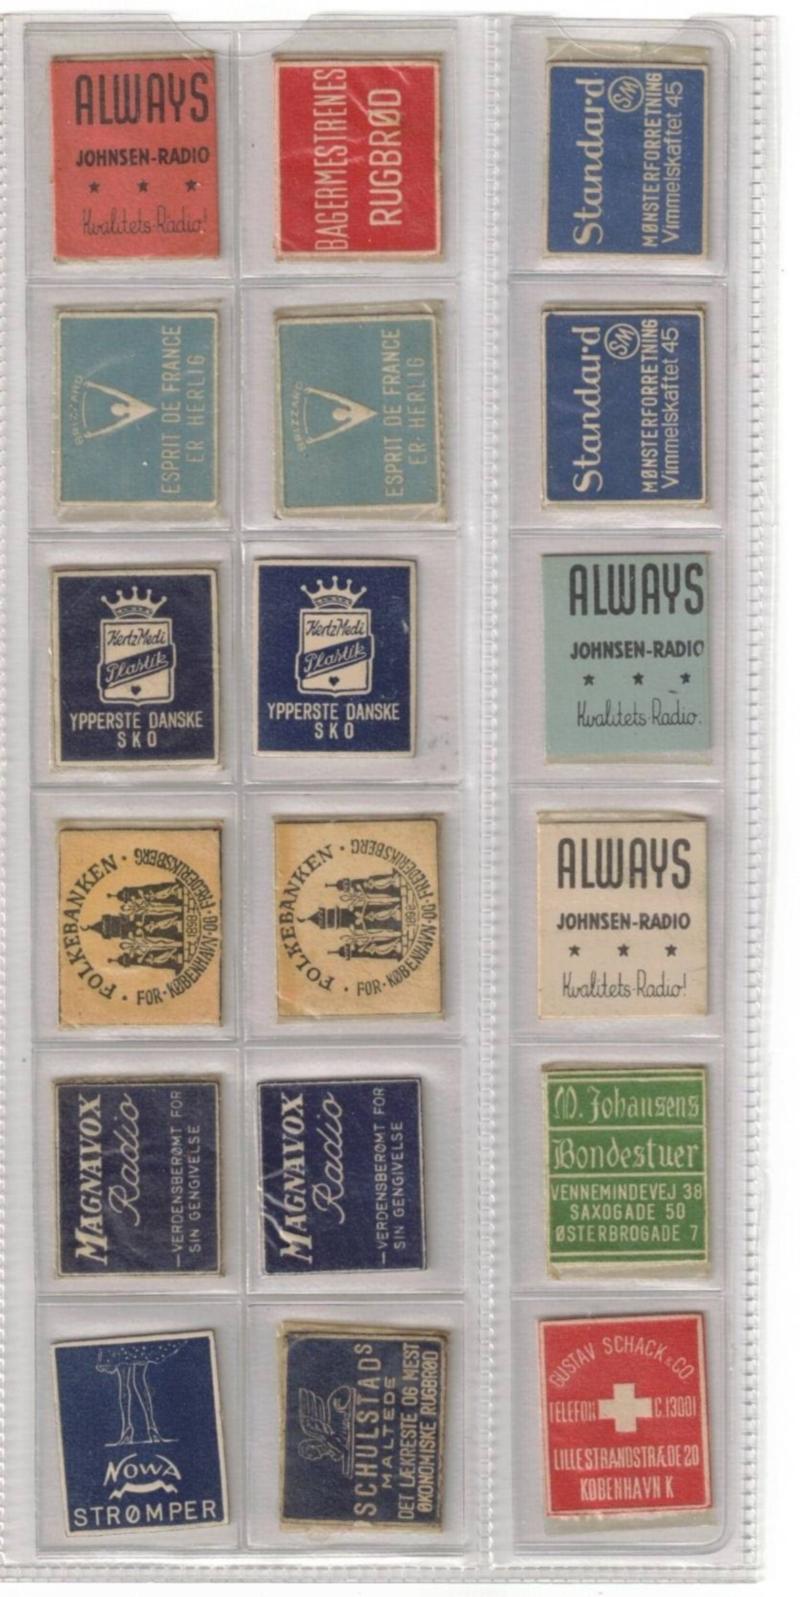 ALWAYS
JOHNSEN-RADIO
Kvalitets-Radio!
BAGERMESTRENES
RUGBRØD
Standard
SM
MØNSTERFORRETNING
Vimmelskaftet 45
BRIZZARD
ESPRIT DE FRANCE
ER HERLIG
BRIZZARD
ESPRIT DE FRANCE
ER HERLIG
Standard
SM
MØNSTERFORRETNING
Vimmelskaftet 45
HertzMedi
Plastik
YPPERSTE DANSKE
SKO
HertzMedi
Plastik
YPPERSTE DANSKE
SKO
ALWAYS
JOHNSEN-RADIO
Kvalitets-Radio!
FOLKEBANKEN · FOR · KØBENHAVN · OG · FREDERIKSBERG ·
FOLKEBANKEN · FOR · KØBENHAVN · OG · FREDERIKSBERG ·
ALWAYS
JOHNSEN-RADIO
Kvalitets-Radio!
MAGNAVOX
Radio
—VERDENSBERØMT FOR
SIN GENGIVELSE
MAGNAVOX
Radio
—VERDENSBERØMT FOR
SIN GENGIVELSE
M. Johansens
Bondestuer
VENNEMINDEVEJ 38
SAXOGADE 50
ØSTERBROGADE 7
NOWA
STRØMPER
SCHULSTADS
MALTEDE
DET LÆKRESTE OG MEST
ØKONOMISKE RUGBRØD
GUSTAV SCHACK & CO
TELEFON C. 13001
LILLE STRANDSTRÆDE 20
KØBENHAVN K